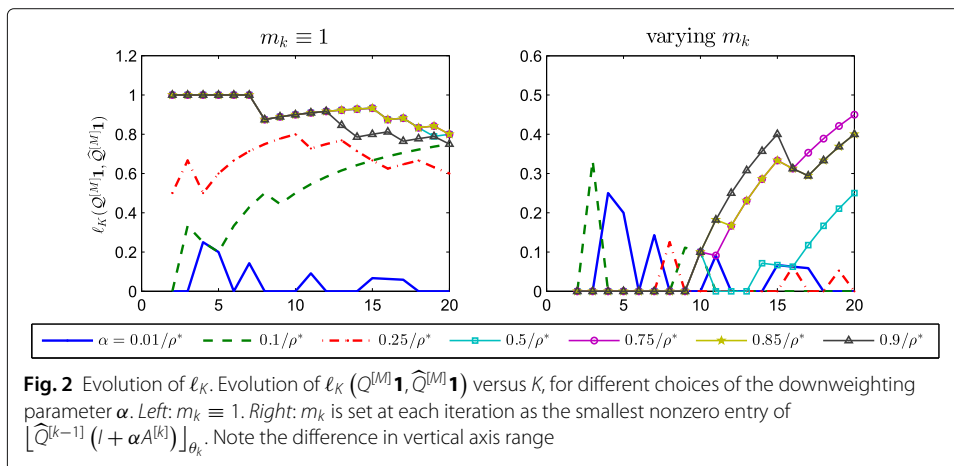 m_k ≡ 1
varying m_k
1.2
1
0.8
0.6
0.4
0.2
0
0 5 10 15 20
ℓ_K(Q^{[M]}1, Q̂^{[M]}1)
0.6
0.5
0.4
0.3
0.2
0.1
0
0 5 10 15 20
α = 0.01/ρ* 0.1/ρ* 0.25/ρ* 0.5/ρ* 0.75/ρ* 0.85/ρ* 0.9/ρ*
Fig. 2 Evolution of ℓ_K. Evolution of ℓ_K (Q^{[M]}1, Q̂^{[M]}1) versus K, for different choices of the downweighting
parameter α. Left: m_k ≡ 1. Right: m_k is set at each iteration as the smallest nonzero entry of
⌊Q̂^{[k−1]} (I + αA^{[k]})⌋_{θ_k}. Note the difference in vertical axis range